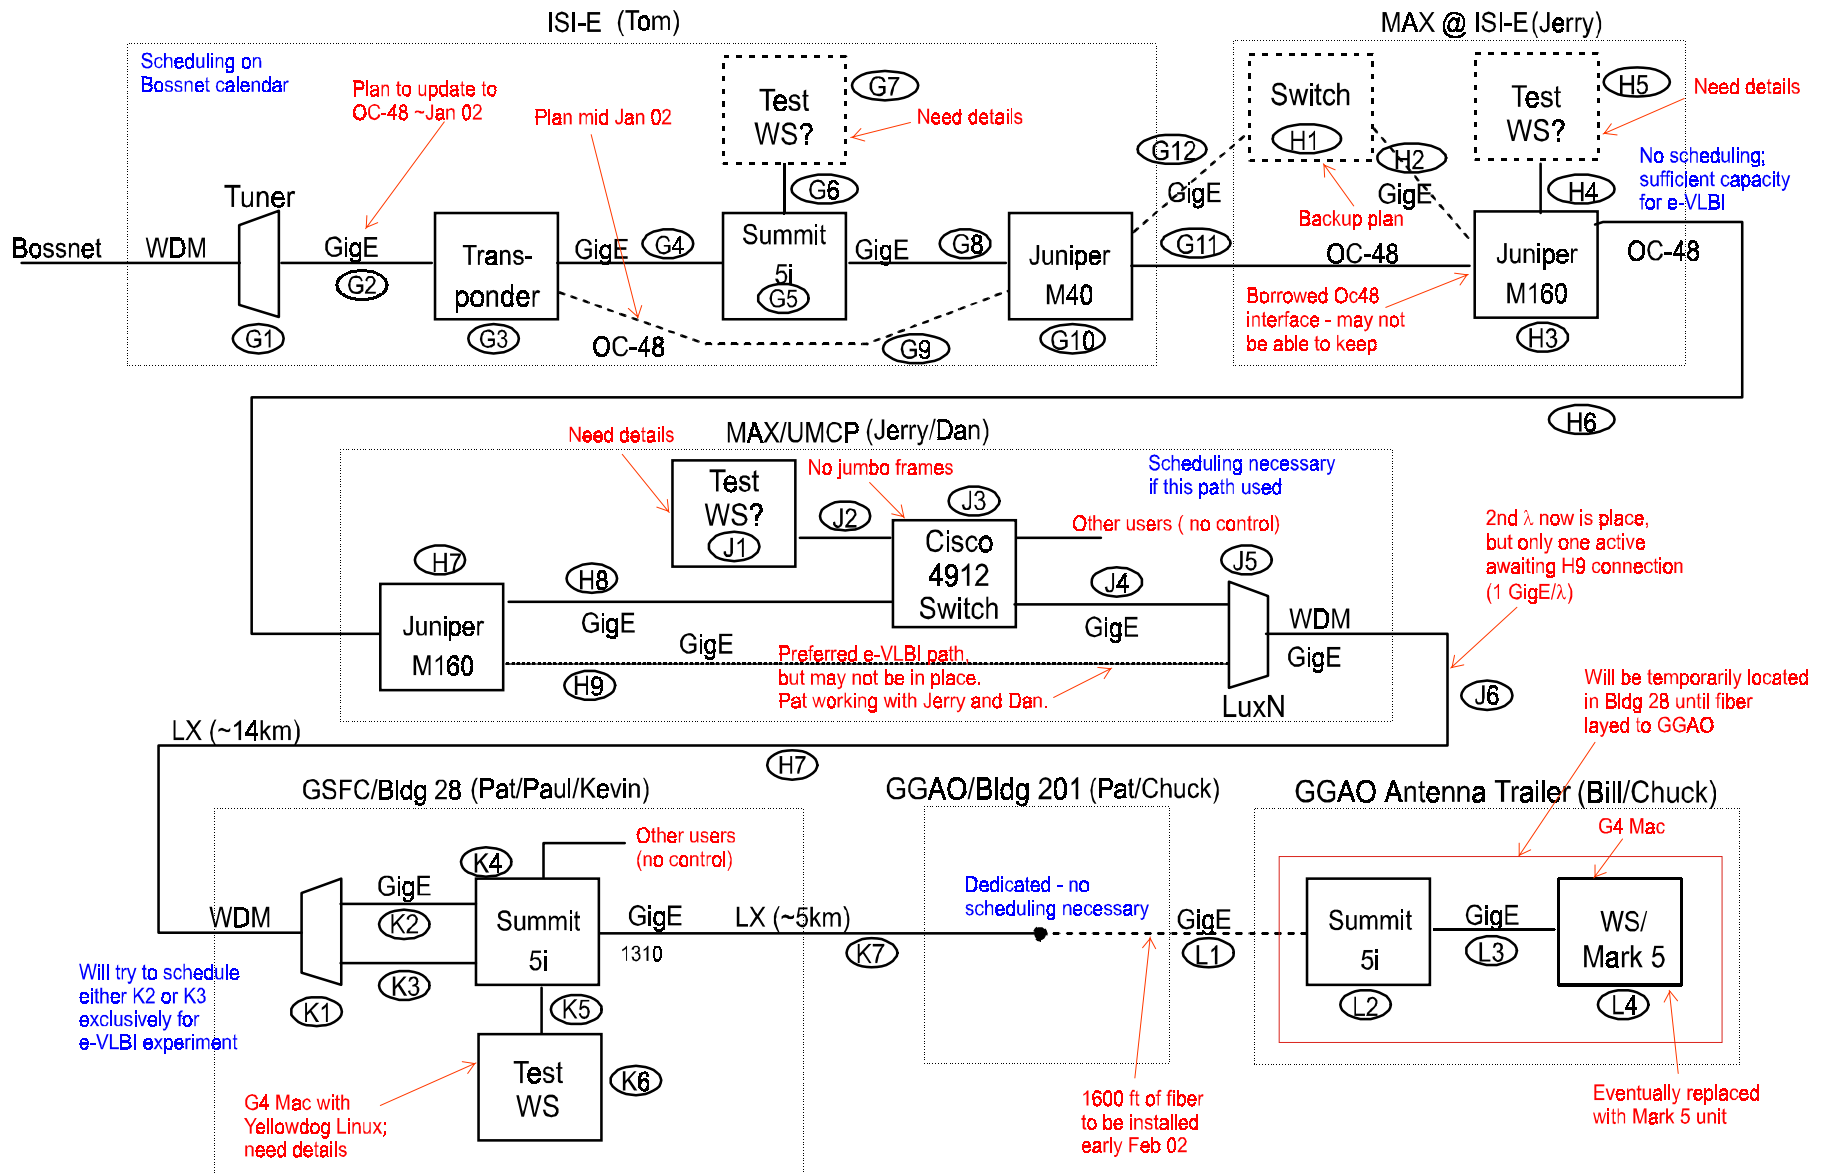 ISI-E (Tom)
MAX @ ISI-E (Jerry)
Scheduling on
Bossnet calendar
Plan to update to
OC-48 ~Jan 02
Plan mid Jan 02
Test
WS?
G7
Need details
G6
G12
GigE
Switch
H1
H2
GigE
Backup plan
Test
WS?
H5
Need details
H4
No scheduling;
sufficient capacity
for e-VLBI
Bossnet
WDM
Tuner
G1
GigE
G2
Trans-
ponder
G3
GigE
G4
Summit
5i
G5
GigE
G8
OC-48
G9
Juniper
M40
G10
G11
OC-48
Borrowed Oc48
interface - may not
be able to keep
Juniper
M160
H3
OC-48
H6
MAX/UMCP (Jerry/Dan)
Need details
Test
WS?
J1
J2
No jumbo frames
J3
Cisco
4912
Switch
Other users ( no control)
Scheduling necessary
if this path used
H7
Juniper
M160
H8
GigE
GigE
H9
Preferred e-VLBI path,
but may not be in place.
Pat working with Jerry and Dan.
J4
GigE
J5
LuxN
WDM
GigE
2nd λ now is place,
but only one active
awaiting H9 connection
(1 GigE/λ)
J6
Will be temporarily located
in Bldg 28 until fiber
layed to GGAO
LX (~14km)
H7
GSFC/Bldg 28 (Pat/Paul/Kevin)
GGAO/Bldg 201 (Pat/Chuck)
GGAO Antenna Trailer (Bill/Chuck)
WDM
K1
GigE
K2
K3
K4
Summit
5i
Other users
(no control)
GigE
1310
LX (~5km)
K7
K5
Test
WS
K6
Will try to schedule
either K2 or K3
exclusively for
e-VLBI experiment
G4 Mac with
Yellowdog Linux;
need details
Dedicated - no
scheduling necessary
GigE
L1
1600 ft of fiber
to be installed
early Feb 02
Summit
5i
L2
GigE
L3
G4 Mac
WS/
Mark 5
L4
Eventually replaced
with Mark 5 unit